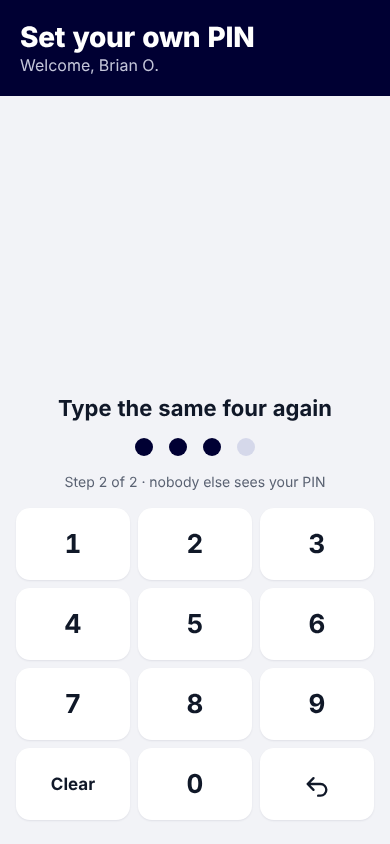 Set your own PIN
Welcome, Brian O.
Type the same four again
Step 2 of 2 · nobody else sees your PIN
1 2 3
4 5 6
7 8 9
Clear 0